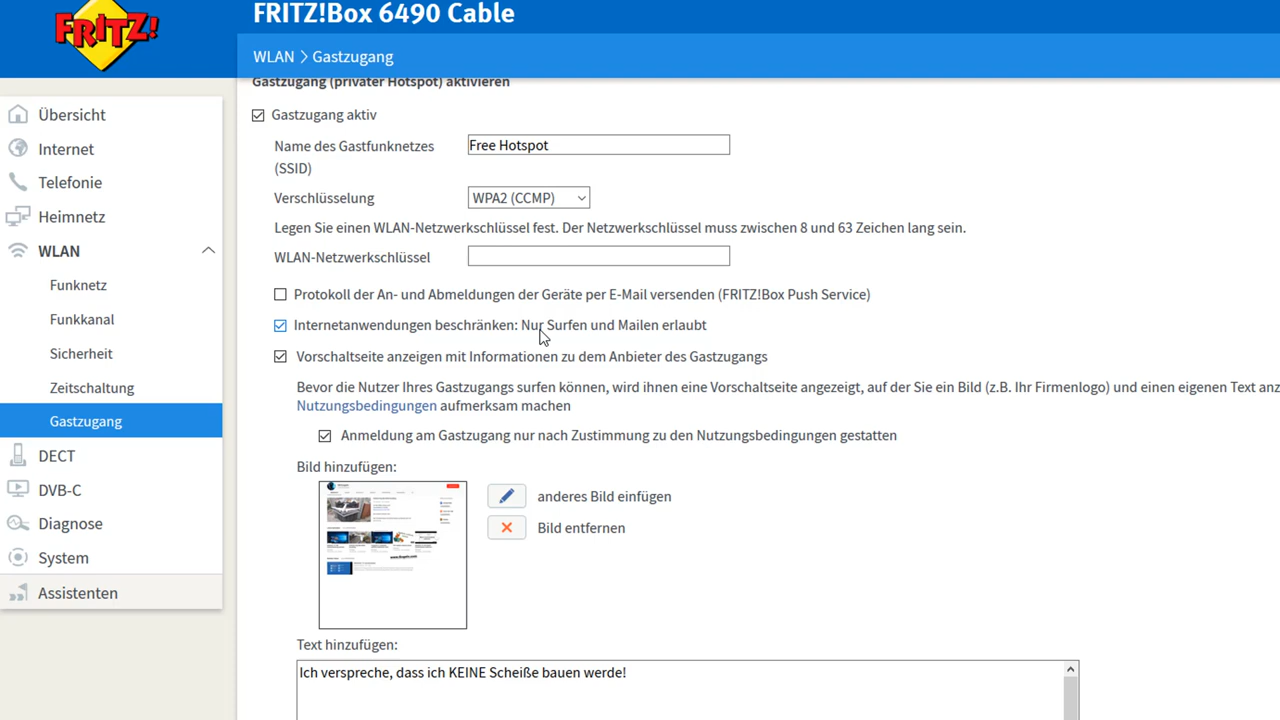 FRITZ!
FRITZ!Box 6490 Cable
WLAN > Gastzugang
Übersicht
Internet
Telefonie
Heimnetz
WLAN
Funknetz
Funkkanal
Sicherheit
Zeitschaltung
Gastzugang
DECT
DVB-C
Diagnose
System
Assistenten
Gastzugang (privater Hotspot) aktivieren
Gastzugang aktiv
Name des Gastfunknetzes (SSID)
Free Hotspot
Verschlüsselung
WPA2 (CCMP)
Legen Sie einen WLAN-Netzwerkschlüssel fest. Der Netzwerkschlüssel muss zwischen 8 und 63 Zeichen lang sein.
WLAN-Netzwerkschlüssel
Protokoll der An- und Abmeldungen der Geräte per E-Mail versenden (FRITZ!Box Push Service)
Internetanwendungen beschränken: Nur Surfen und Mailen erlaubt
Vorschaltseite anzeigen mit Informationen zu dem Anbieter des Gastzugangs
Bevor die Nutzer Ihres Gastzugangs surfen können, wird ihnen eine Vorschaltseite angezeigt, auf der Sie ein Bild (z.B. Ihr Firmenlogo) und einen eigenen Text anz
Nutzungsbedingungen aufmerksam machen
Anmeldung am Gastzugang nur nach Zustimmung zu den Nutzungsbedingungen gestatten
Bild hinzufügen:
anderes Bild einfügen
Bild entfernen
Text hinzufügen:
Ich verspreche, dass ich KEINE Scheiße bauen werde!